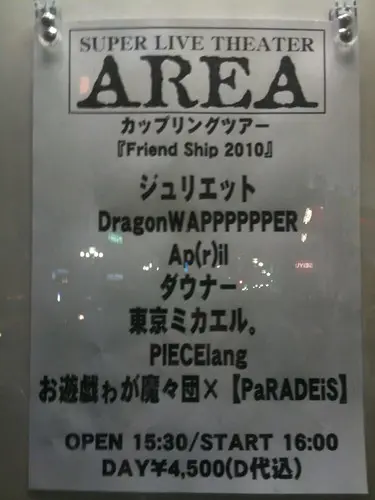 SUPER LIVE THEATER
AREA
カップリングツアー
『Friend Ship 2010』
ジュリエット
DragonWAPPPPPPER
Ap(r)il
ダウナー
東京ミカエル。
PIECElang
お遊戯ゎが魔々団×【PaRADEiS】
OPEN 15:30/START 16:00
DAY¥4,500(D代込)